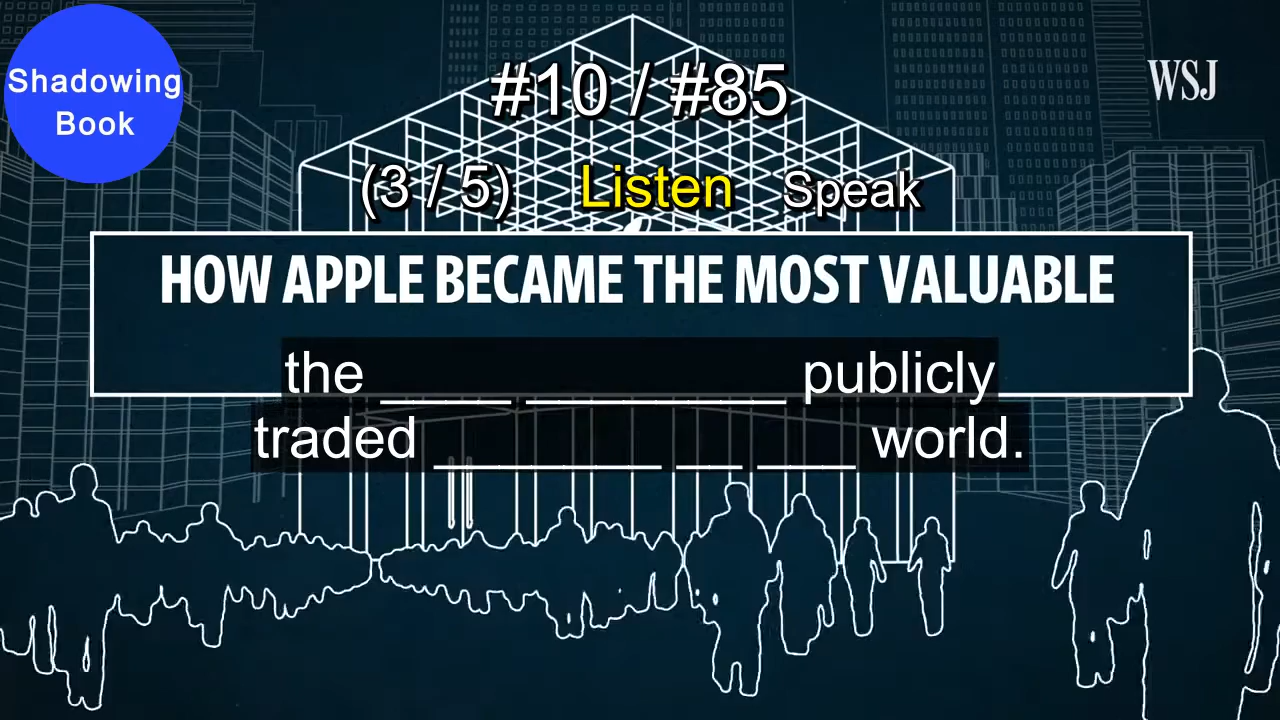 Shadowing
Book
#10 / #85
WSJ
(3 / 5) Listen Speak
HOW APPLE BECAME THE MOST VALUABLE
the ____ ________ publicly
traded _______ __ ___ world.